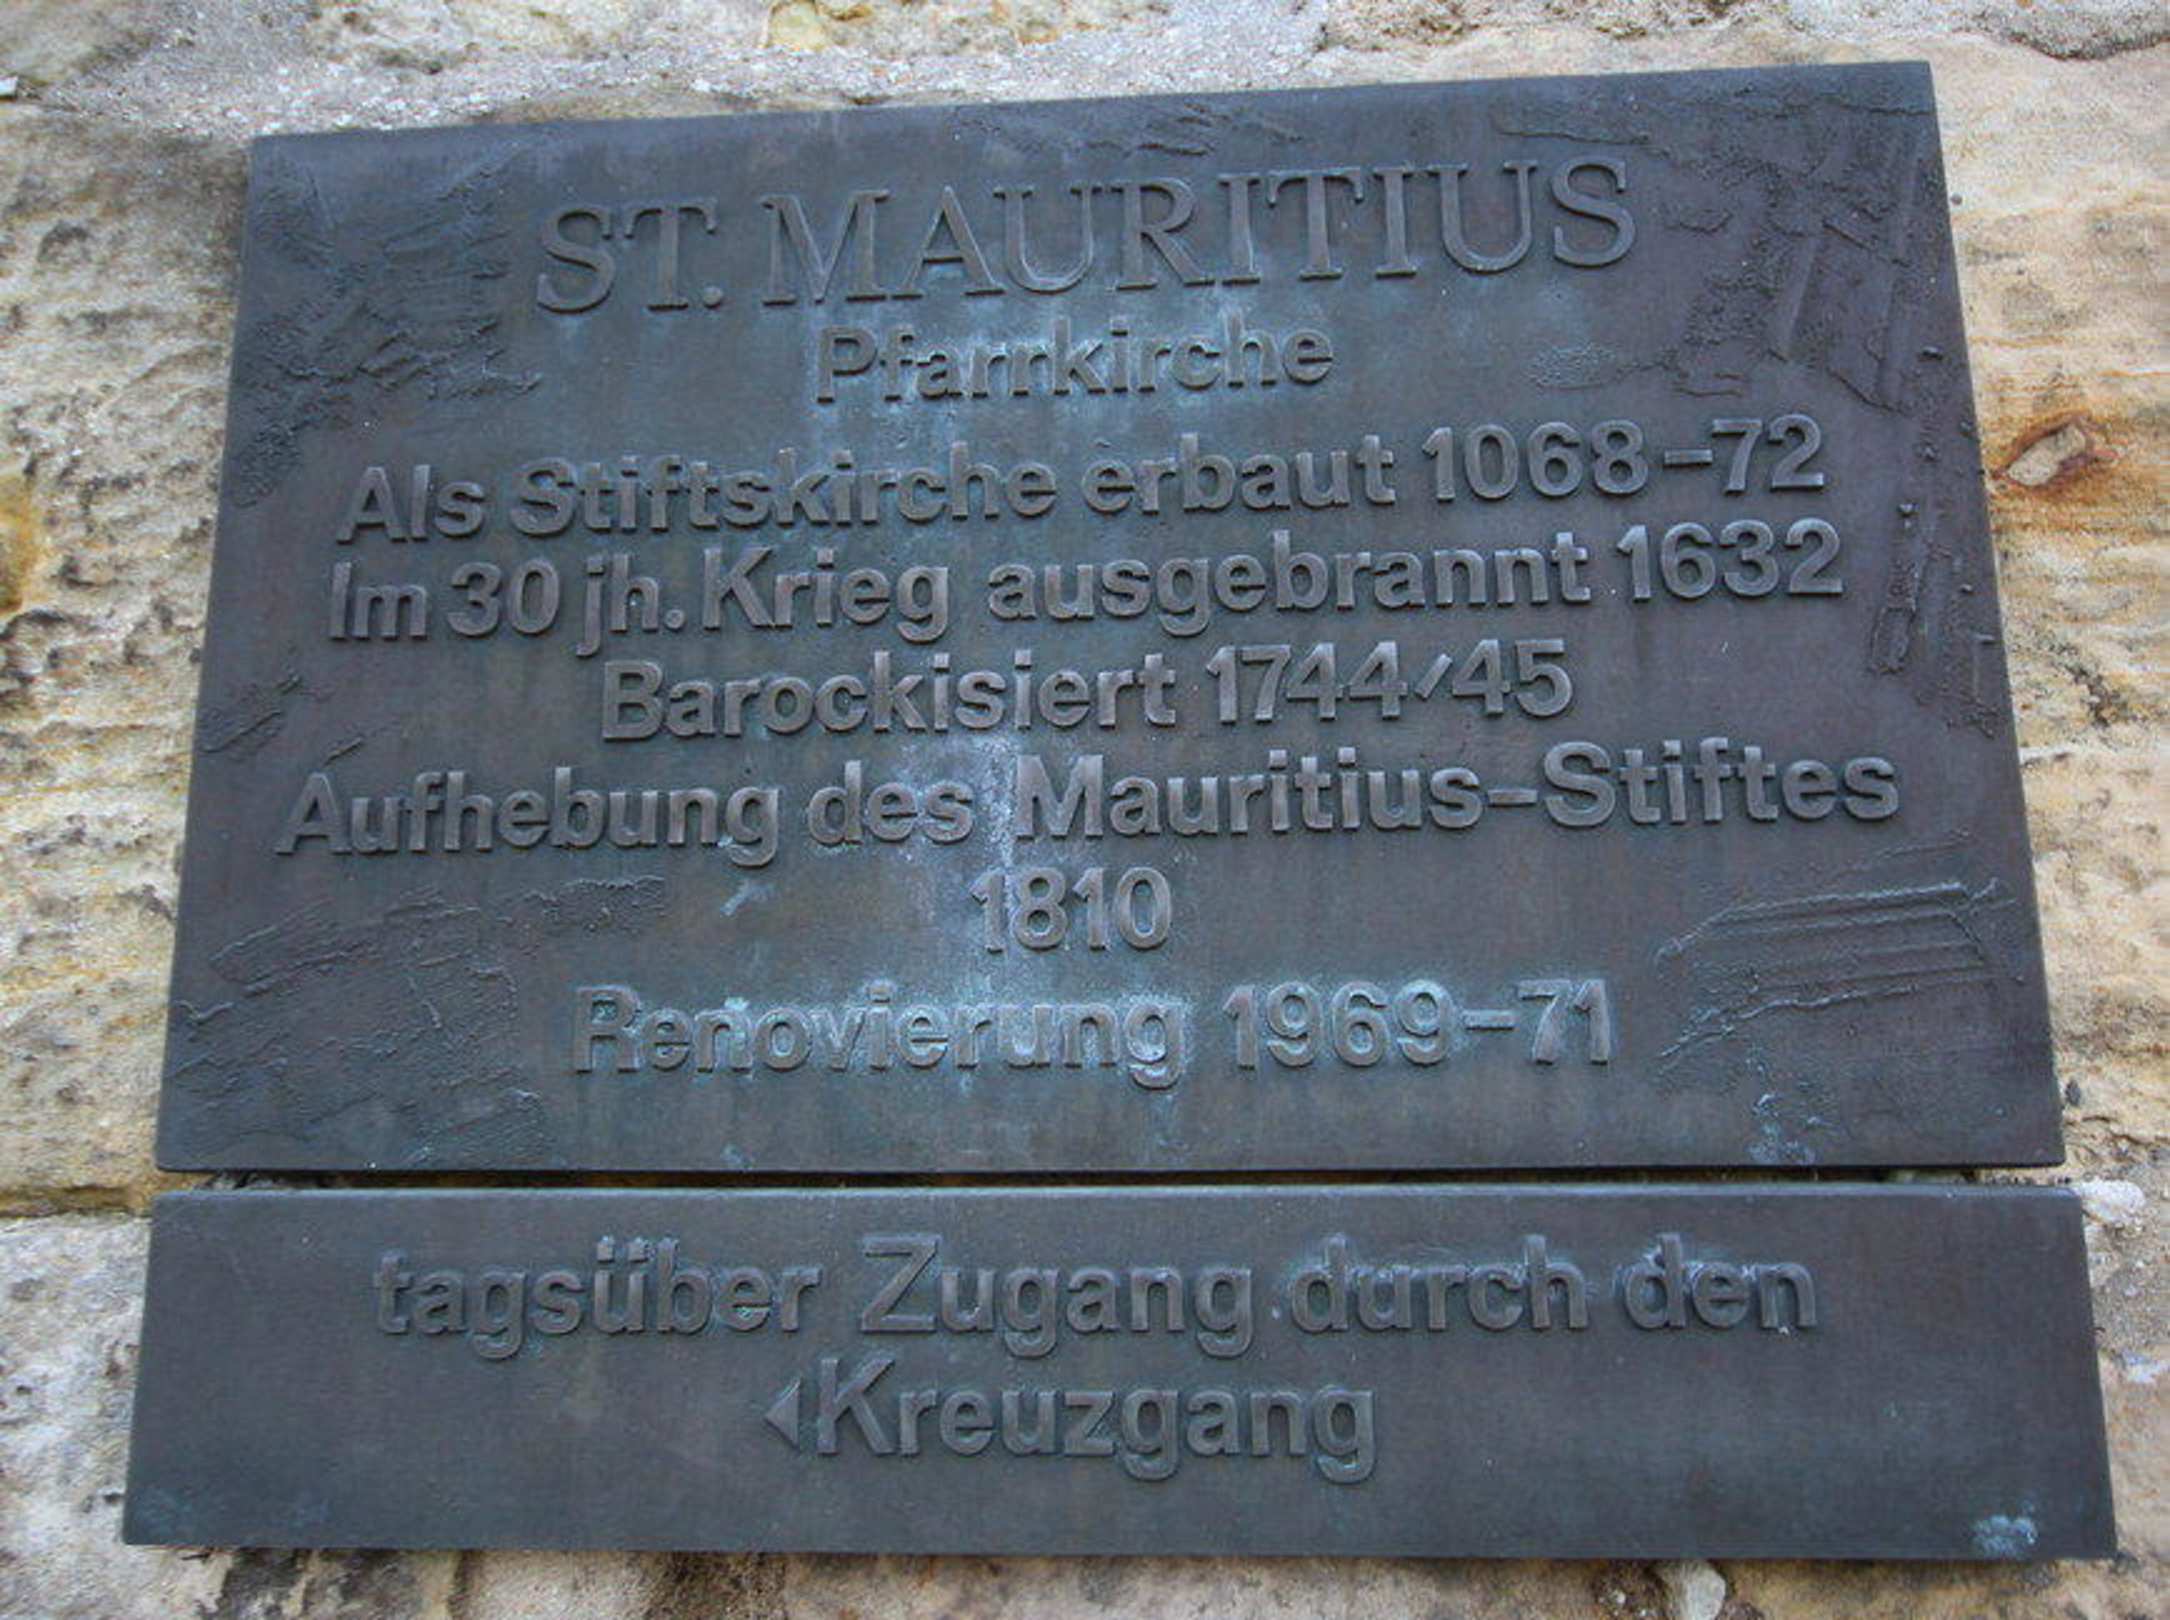 ST. MAURITIUS
Pfarrkirche
Als Stiftskirche erbaut 1068-72
Im 30 jh. Krieg ausgebrannt 1632
Barockisiert 1744/45
Aufhebung des Mauritius-Stiftes
1810
Renovierung 1969-71
tagsüber Zugang durch den
◀Kreuzgang